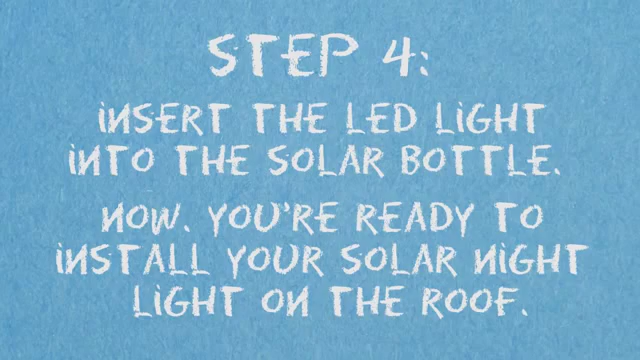 STEP 4:
iNSERT THE LED LiGHT
iNTO THE SOLAR BOTTLE.
NOW. YOU'RE READY TO
iNSTALL YOUR SOLAR NiGHT
LiGHT ON THE ROOF.